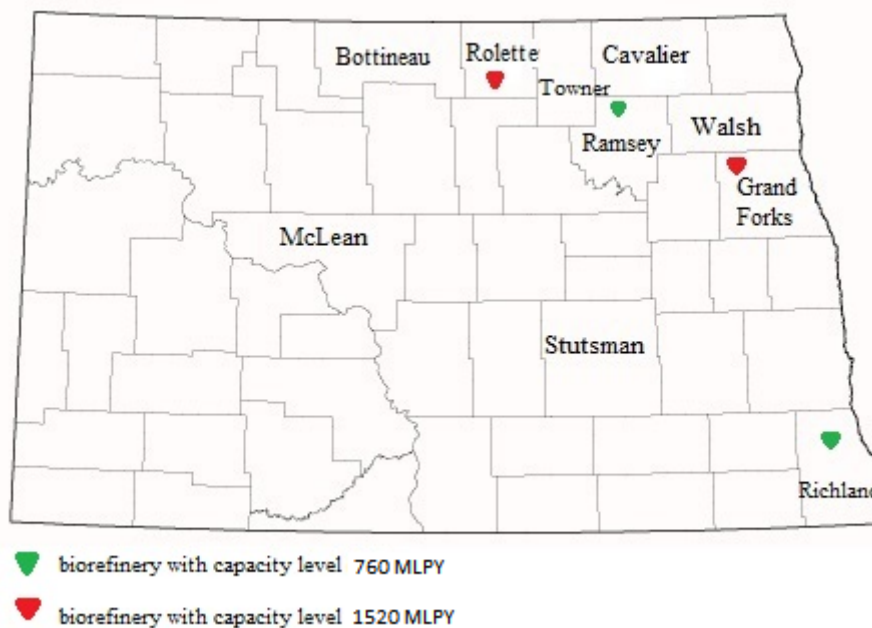 Bottineau
Rolette
Cavalier
Towner
Ramsey
Walsh
Grand
Forks
McLean
Stutsman
Richland
biorefinery with capacity level 760 MLPY
biorefinery with capacity level 1520 MLPY